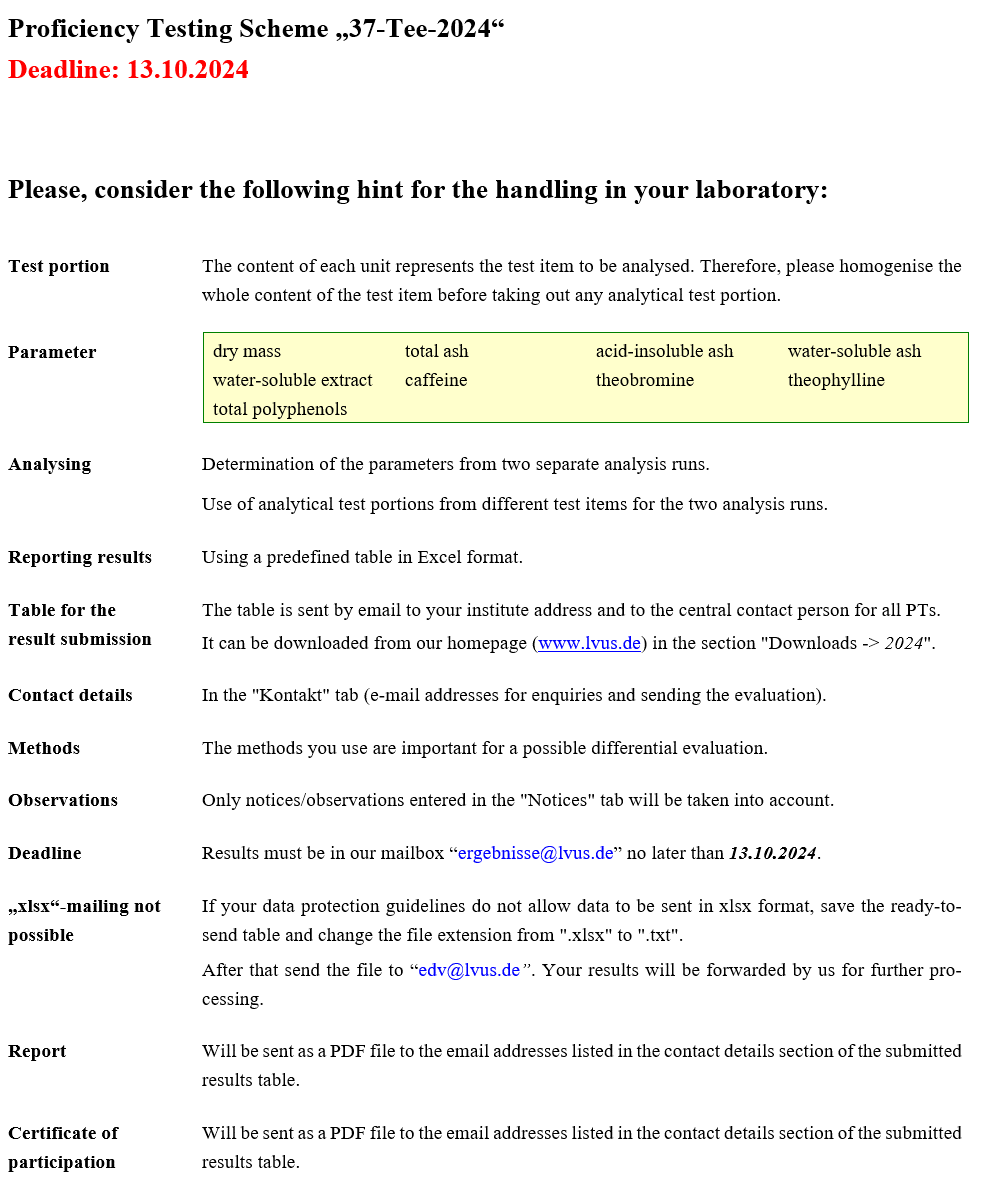 Proficiency Testing Scheme „37-Tee-2024“
Deadline: 13.10.2024
Please, consider the following hint for the handling in your laboratory:
Test portion
The content of each unit represents the test item to be analysed. Therefore, please homogenise the
whole content of the test item before taking out any analytical test portion.
Parameter
dry mass total ash acid-insoluble ash water-soluble ash
water-soluble extract caffeine theobromine theophylline
total polyphenols
Analysing
Determination of the parameters from two separate analysis runs.
Use of analytical test portions from different test items for the two analysis runs.
Reporting results
Using a predefined table in Excel format.
Table for the
result submission
The table is sent by email to your institute address and to the central contact person for all PTs.
It can be downloaded from our homepage (www.lvus.de) in the section "Downloads -> 2024".
Contact details
In the "Kontakt" tab (e-mail addresses for enquiries and sending the evaluation).
Methods
The methods you use are important for a possible differential evaluation.
Observations
Only notices/observations entered in the "Notices" tab will be taken into account.
Deadline
Results must be in our mailbox “ergebnisse@lvus.de” no later than 13.10.2024.
„xlsx“-mailing not
possible
If your data protection guidelines do not allow data to be sent in xlsx format, save the ready-to-
send table and change the file extension from ".xlsx" to ".txt".
After that send the file to “edv@lvus.de”. Your results will be forwarded by us for further pro-
cessing.
Report
Will be sent as a PDF file to the email addresses listed in the contact details section of the submitted
results table.
Certificate of
participation
Will be sent as a PDF file to the email addresses listed in the contact details section of the submitted
results table.